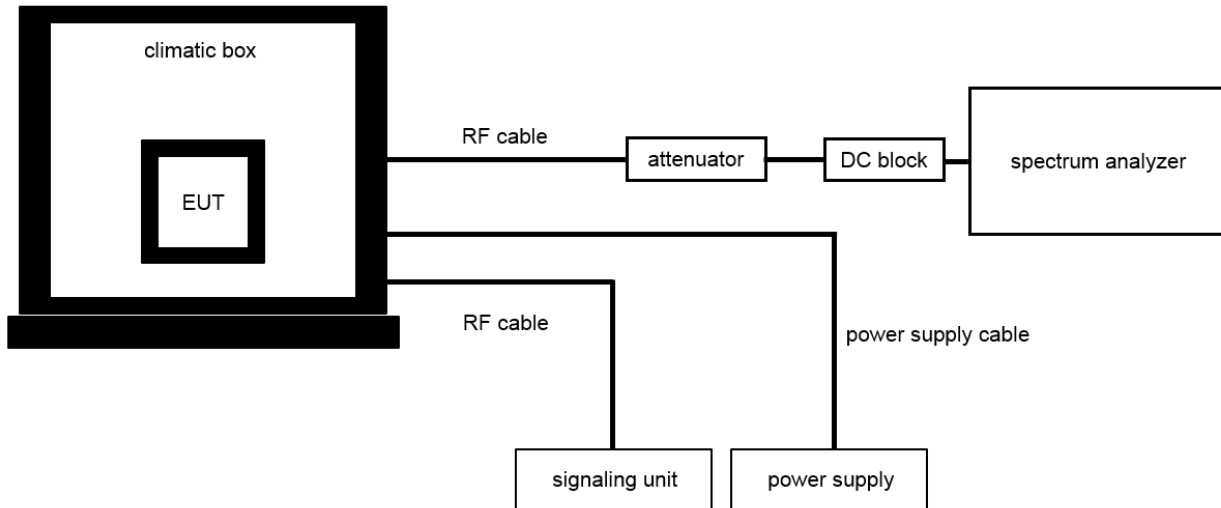 climatic box
RF cable
attenuator
DC block
spectrum analyzer
EUT
RF cable
power supply cable
signaling unit
power supply